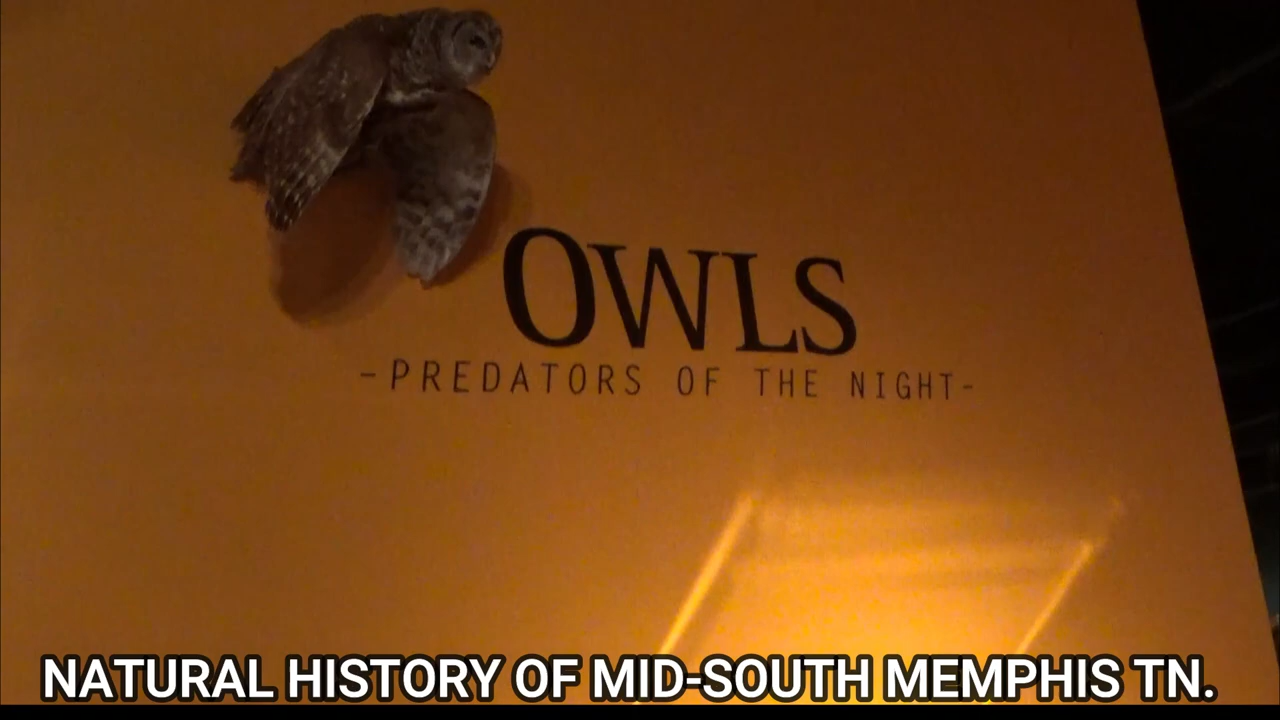 OWLS
-PREDATORS OF THE NIGHT-
NATURAL HISTORY OF MID-SOUTH MEMPHIS TN.